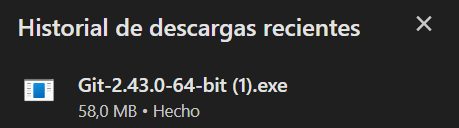 Historial de descargas recientes
Git-2.43.0-64-bit (1).exe
58,0 MB • Hecho